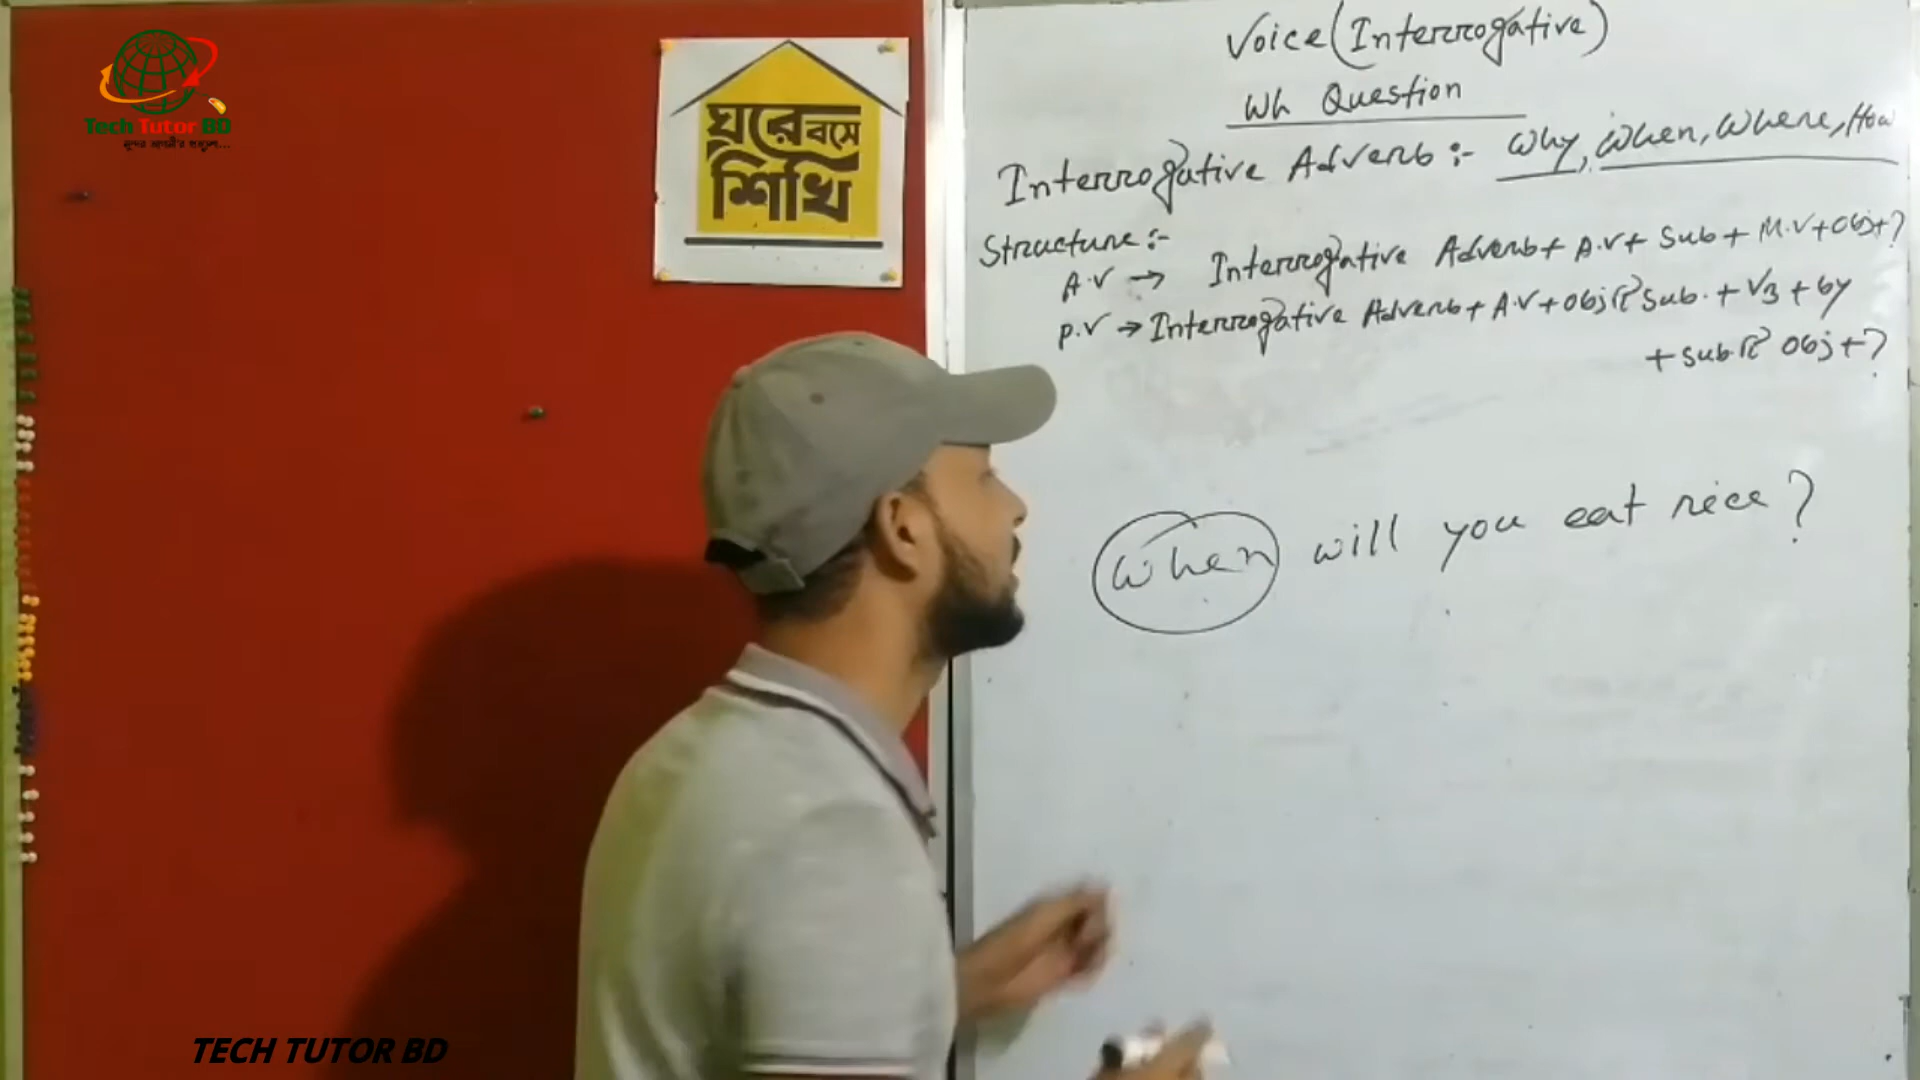 Tech Tutor BD
ঘরে বসে
শিখি
Voice (Interrogative)
Wh Question
Interrogative Adverb :- Why, When, Where, How
Structure :-
A.V → Interrogative Adverb + A.V + Sub + M.V + Obj + ?
P.V → Interrogative Adverb + A.V + Obj র Sub. + V3 + by
+ Sub র Obj + ?
When will you eat rice ?
TECH TUTOR BD